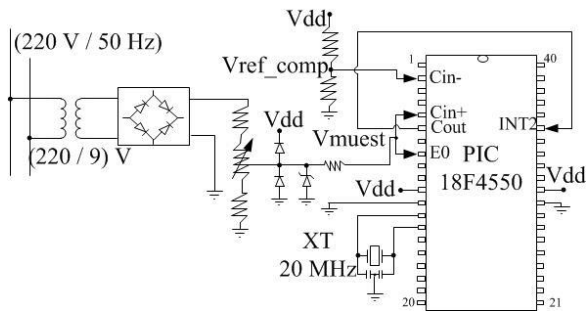 (220 V / 50 Hz)
(220 / 9) V
Vdd
Vref_comp
Vdd
Vmuest
Vdd
XT
20 MHz
1
40
Cin-
Cin+
Cout
INT2
E0
PIC
18F4550
Vdd
20
21